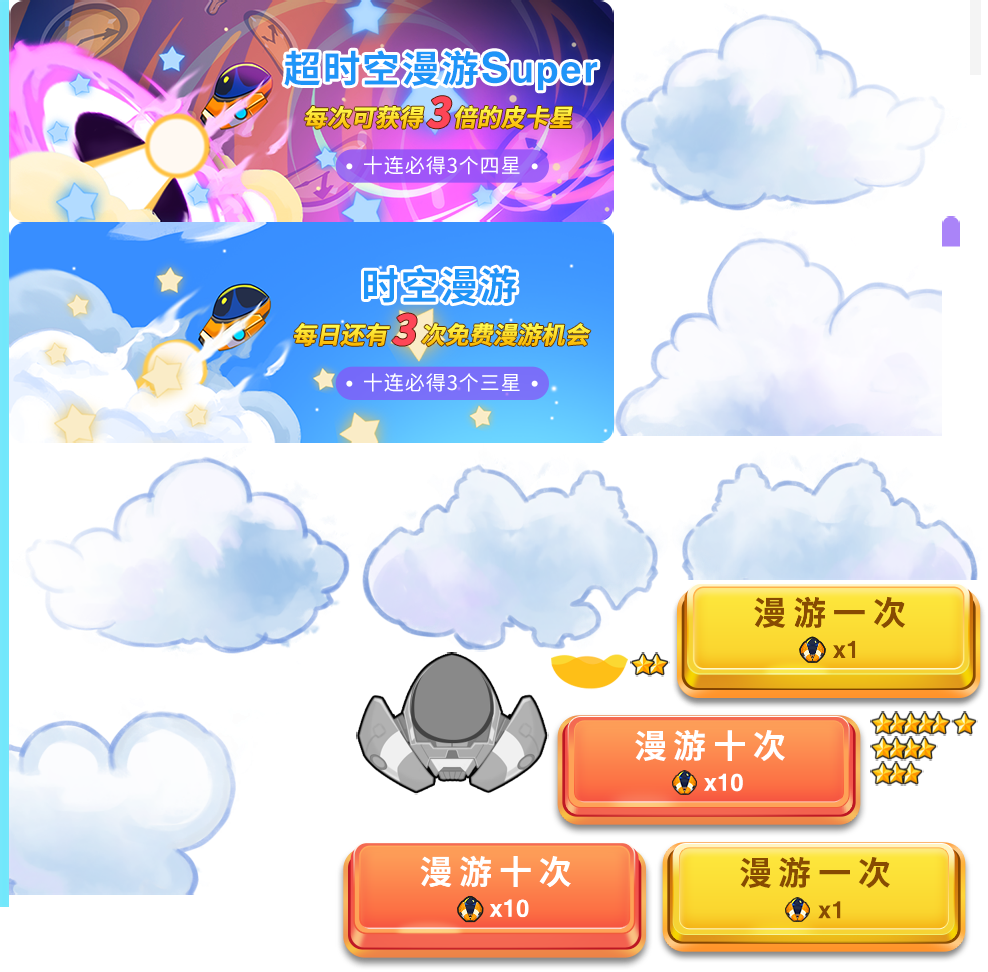 超时空漫游Super
每次可获得3倍的皮卡星
• 十连必得3个四星 •
时空漫游
每日还有3次免费漫游机会
• 十连必得3个三星 •
漫游一次
x1
漫游十次
x10
漫游十次
x10
漫游一次
x1